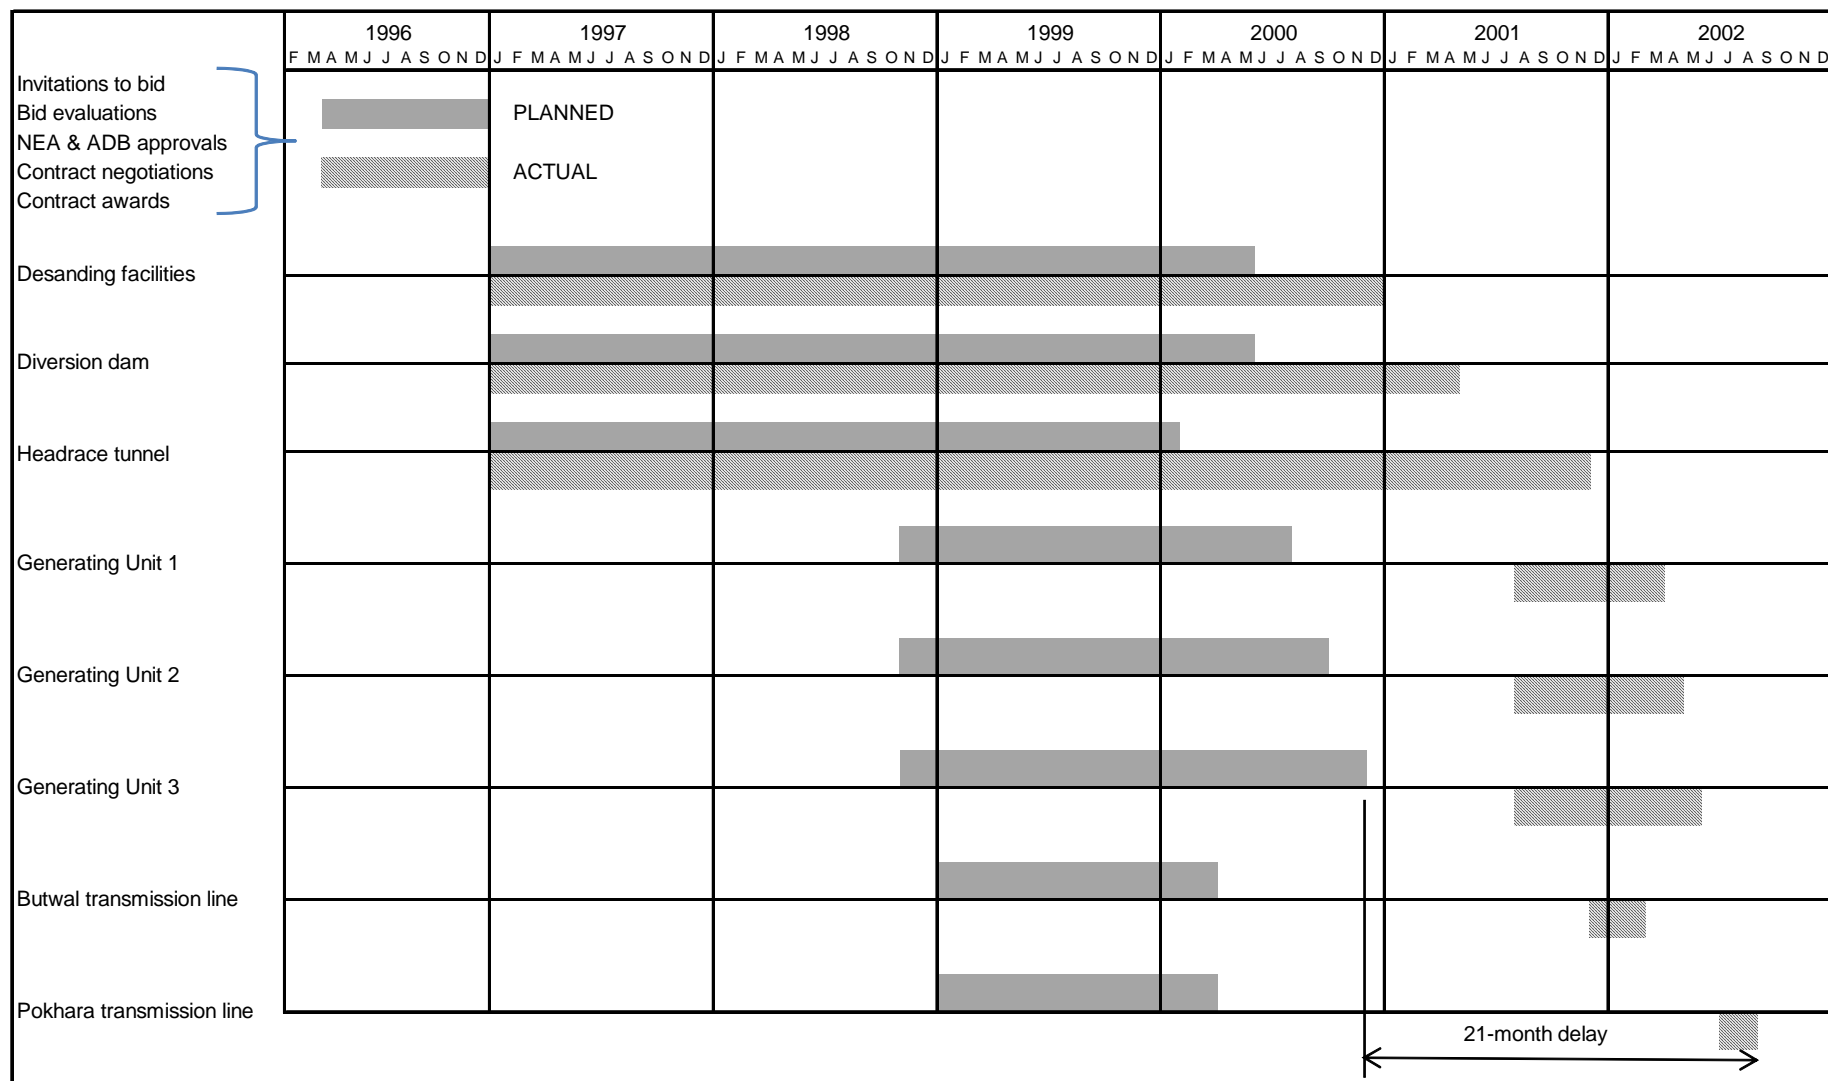 1996 1997 1998 1999 2000 2001 2002
F M A M J J A S O N D J F M A M J J A S O N D J F M A M J J A S O N D J F M A M J J A S O N D J F M A M J J A S O N D J F M A M J J A S O N D J F M A M J J A S O N D
Invitations to bid
Bid evaluations PLANNED
NEA & ADB approvals
Contract negotiations ACTUAL
Contract awards
Desanding facilities
Diversion dam
Headrace tunnel
Generating Unit 1
Generating Unit 2
Generating Unit 3
Butwal transmission line
Pokhara transmission line
21-month delay